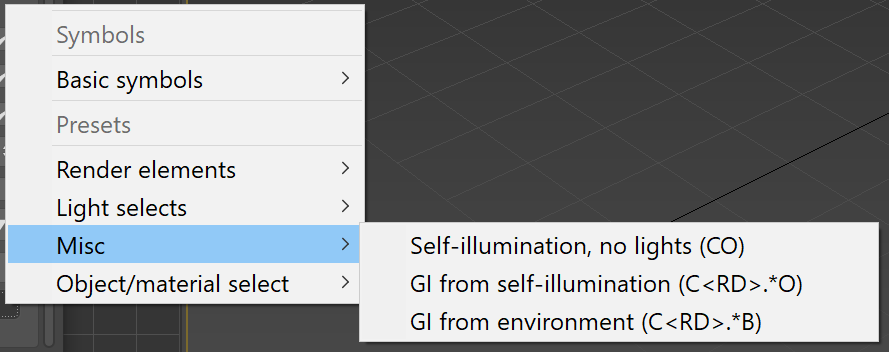 Symbols
Basic symbols
Presets
Render elements
Light selects
Misc
Object/material select
Self-illumination, no lights (CO)
GI from self-illumination (C<RD>.*O)
GI from environment (C<RD>.*B)